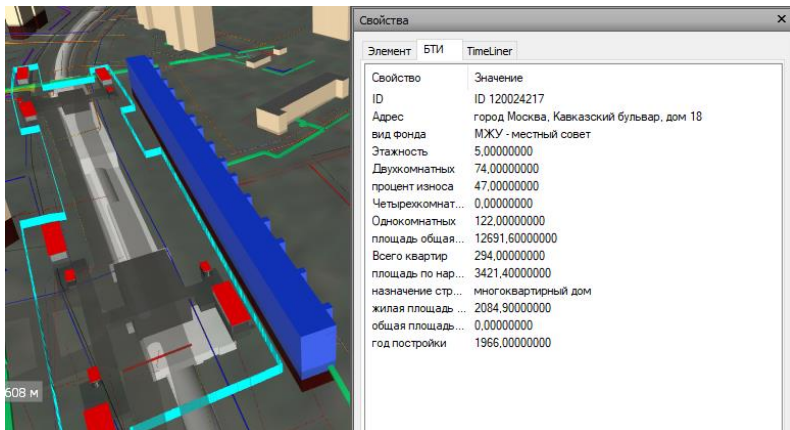 Свойства
Элемент БТИ TimeLiner
Свойство Значение
ID ID 120024217
Адрес город Москва, Кавказский бульвар, дом 18
вид фонда МЖУ - местный совет
Этажность 5,00000000
Двухкомнатных 74,00000000
процент износа 47,00000000
Четырехкомнат... 0,00000000
Однокомнатных 122,00000000
площадь общая... 12691,60000000
Всего квартир 294,00000000
площадь по нар... 3421,40000000
назначение стр... многоквартирный дом
жилая площадь ... 2084,90000000
общая площадь... 0,00000000
год постройки 1966,00000000
608 м